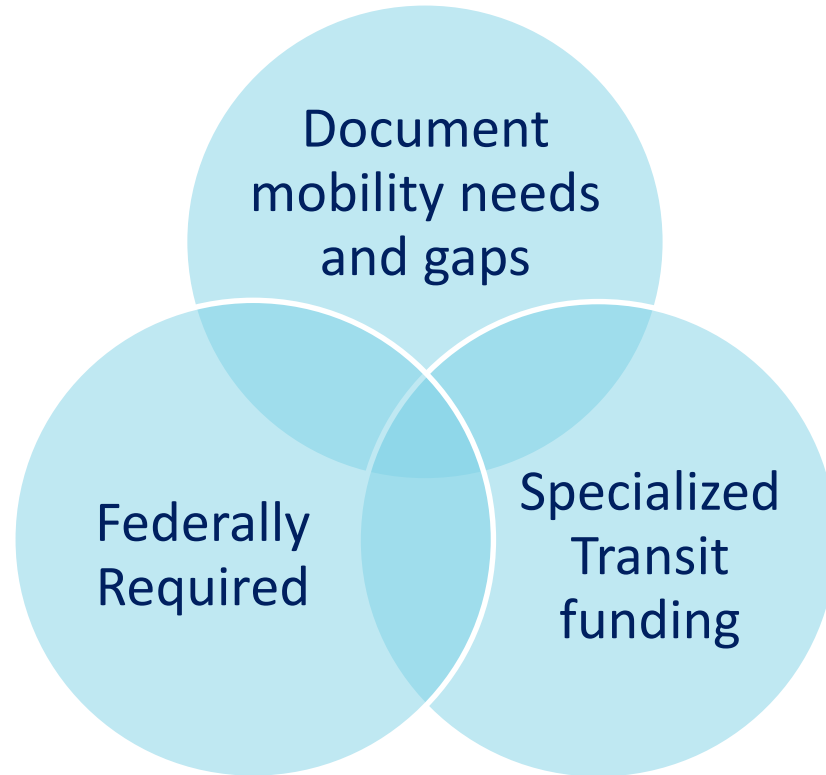 Document
mobility needs
and gaps
Federally
Required
Specialized
Transit
funding